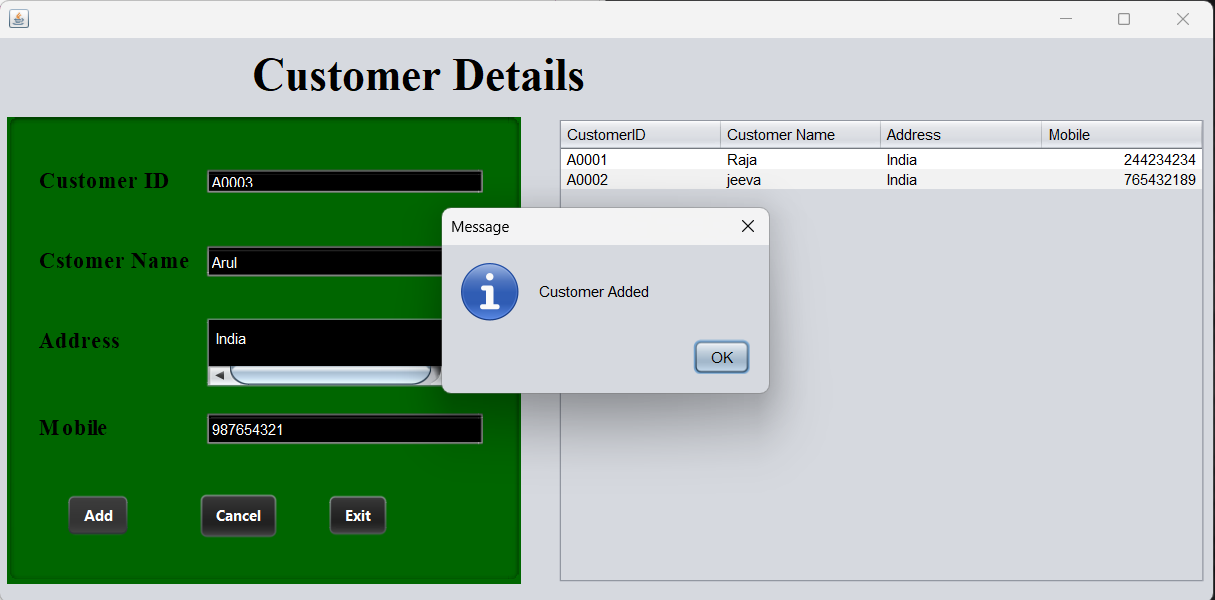 Customer Details
Customer ID
A0003
Cstomer Name
Arul
Address
India
Mobile
987654321
Add Cancel Exit
CustomerID Customer Name Address Mobile
A0001 Raja India 244234234
A0002 jeeva India 765432189
Message
Customer Added
OK